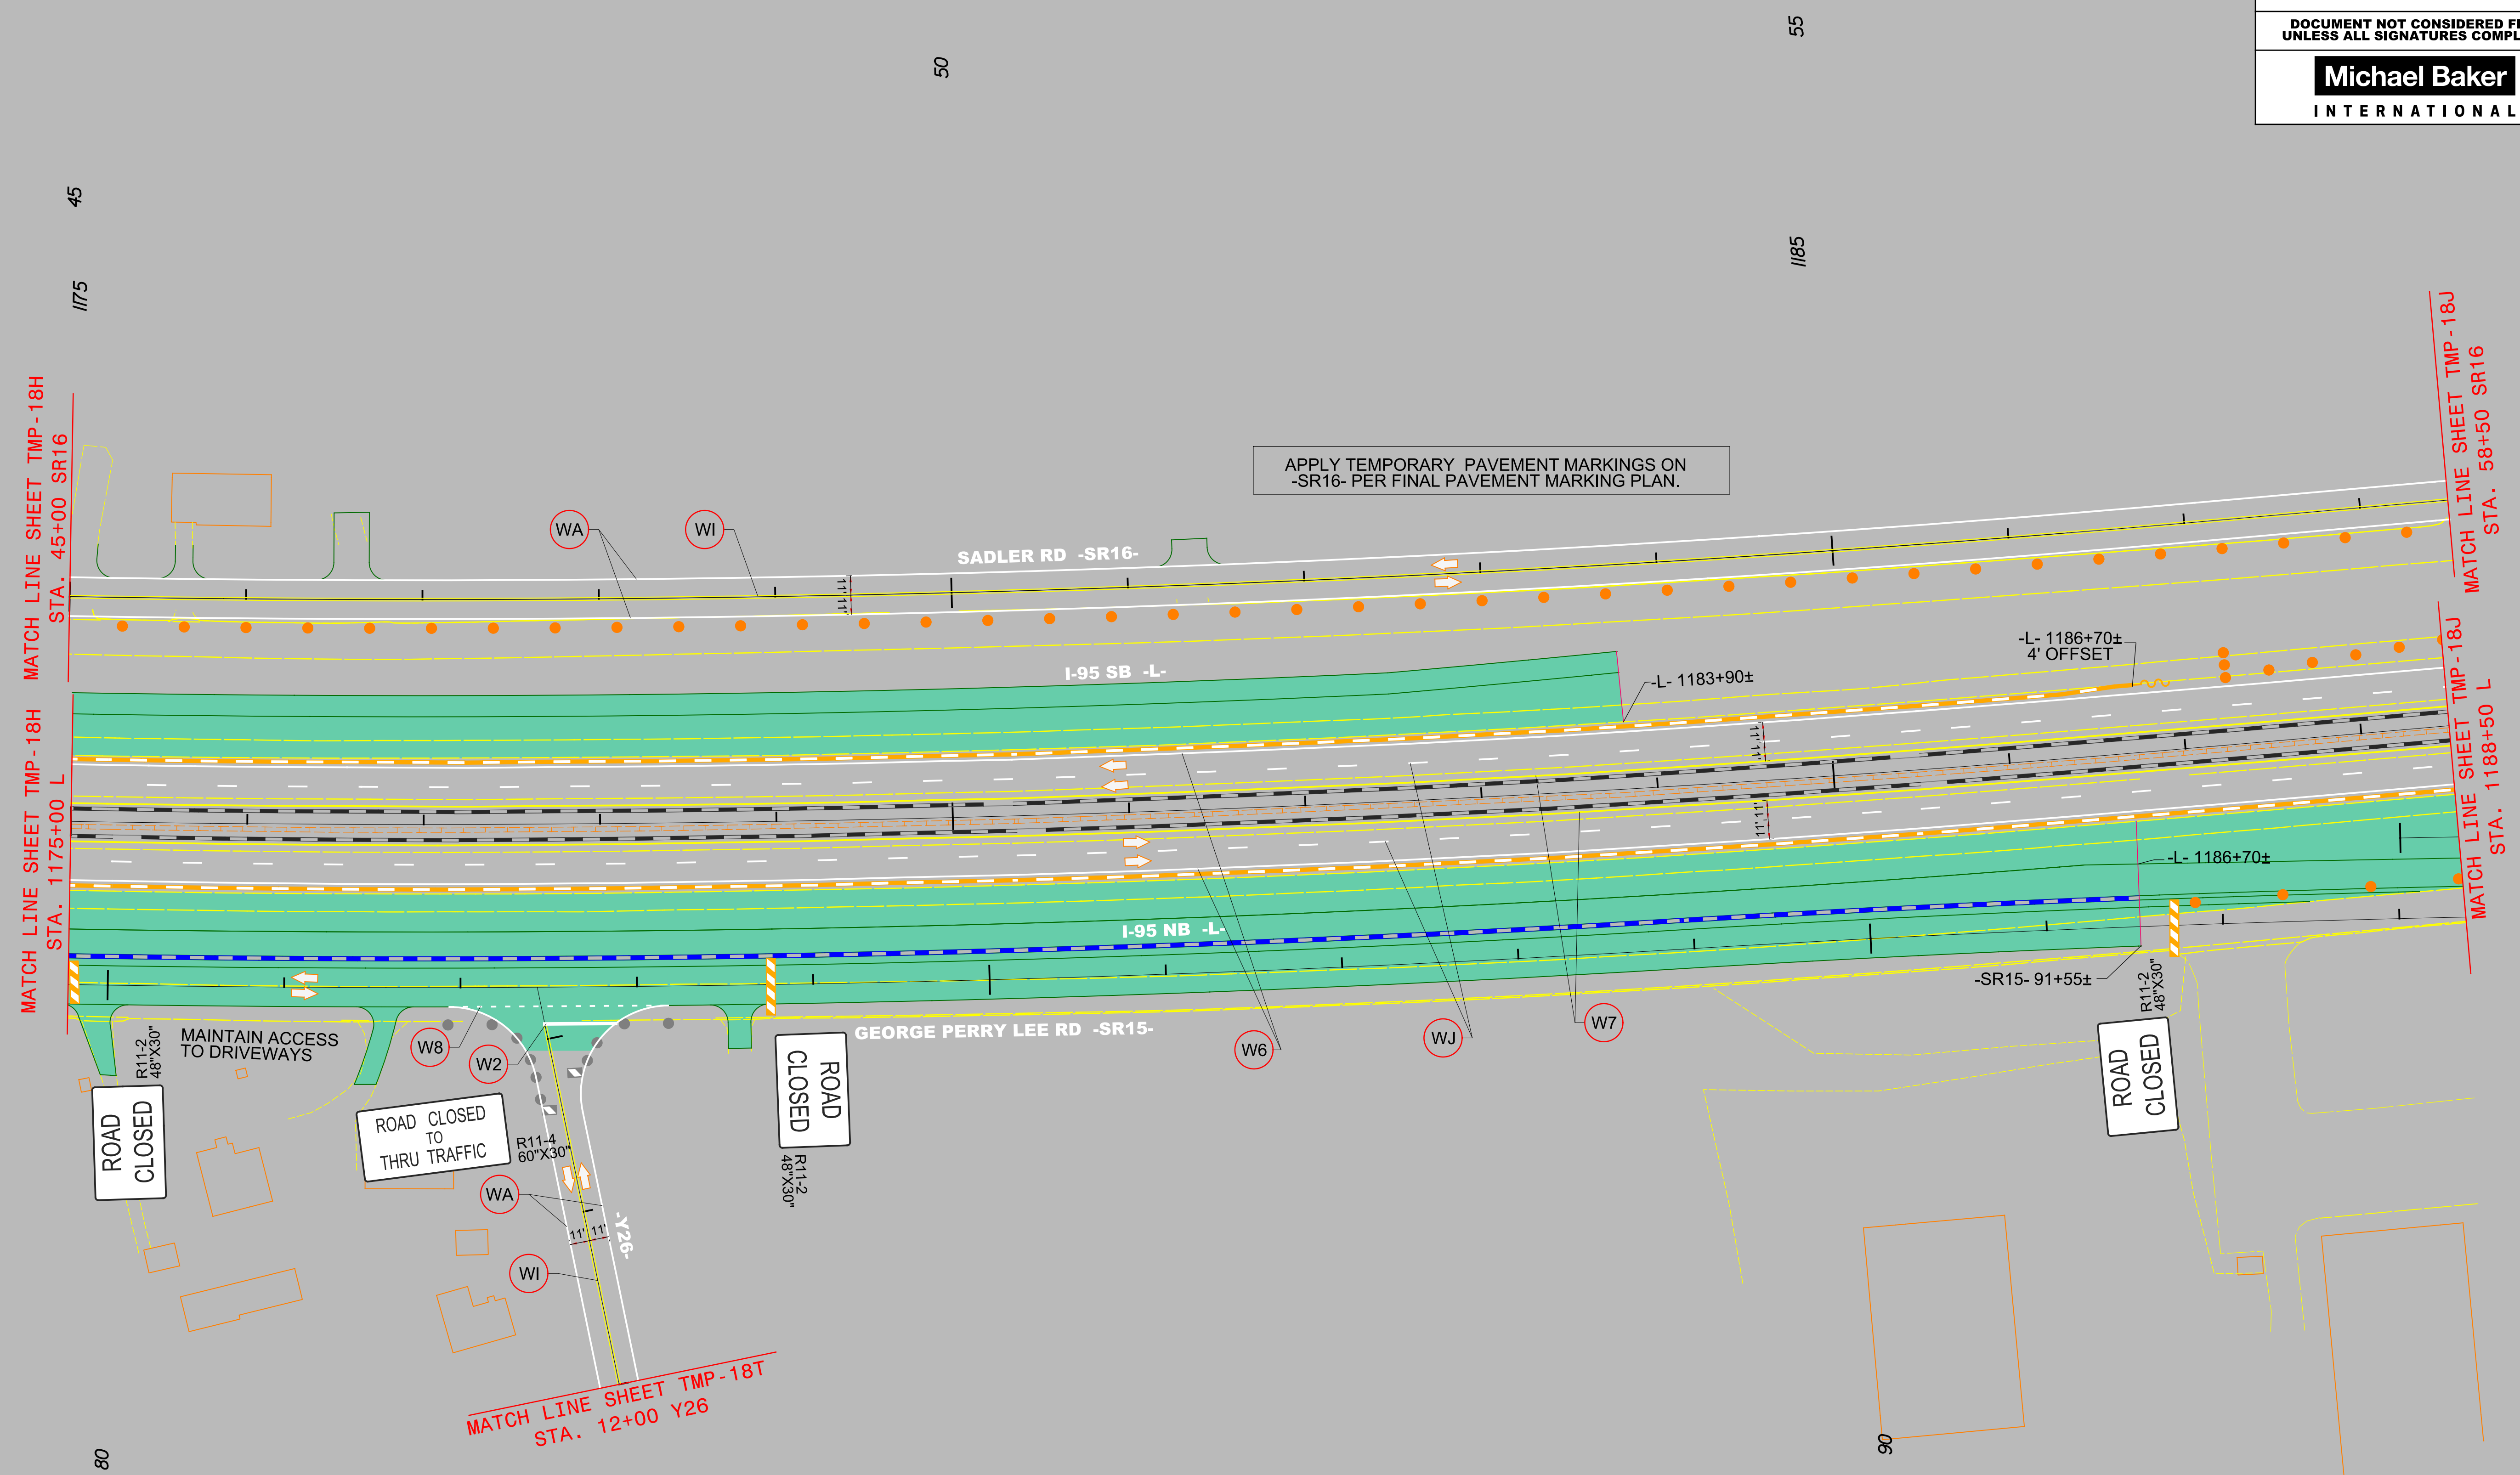 DOCUMENT NOT CONSIDERED
UNLESS ALL SIGNATURES
Michael Baker
INTERNATIONAL
55
50
45
1175
1185
MATCH LINE SHEET TMP-18H
STA. 45+00 SR16
MATCH LINE SHEET TMP-18J
STA. 58+50 SR16
APPLY TEMPORARY PAVEMENT MARKINGS ON
-SR16- PER FINAL PAVEMENT MARKING PLAN.
WA
WI
SADLER RD -SR16-
11' 11'
-L- 1186+70±
4' OFFSET
I-95 SB -L-
-L- 1183+90±
MATCH LINE SHEET TMP-18H
STA. 1175+00 L
MATCH LINE SHEET TMP-18J
STA. 1188+50 L
11' 11'
11' 11'
-L- 1186+70±
I-95 NB -L-
-SR15- 91+55±
R11-2
48"X30"
GEORGE PERRY LEE RD -SR15-
MAINTAIN ACCESS
TO DRIVEWAYS
W8
W2
W6
WJ
W7
R11-2
48"X30"
ROAD
CLOSED
ROAD CLOSED
TO
THRU TRAFFIC
R11-4
60"X30"
ROAD
CLOSED
R11-2
48"X30"
ROAD
CLOSED
WA
11' 11'
-Y26-
WI
MATCH LINE SHEET TMP-18T
STA. 12+00 Y26
80
90